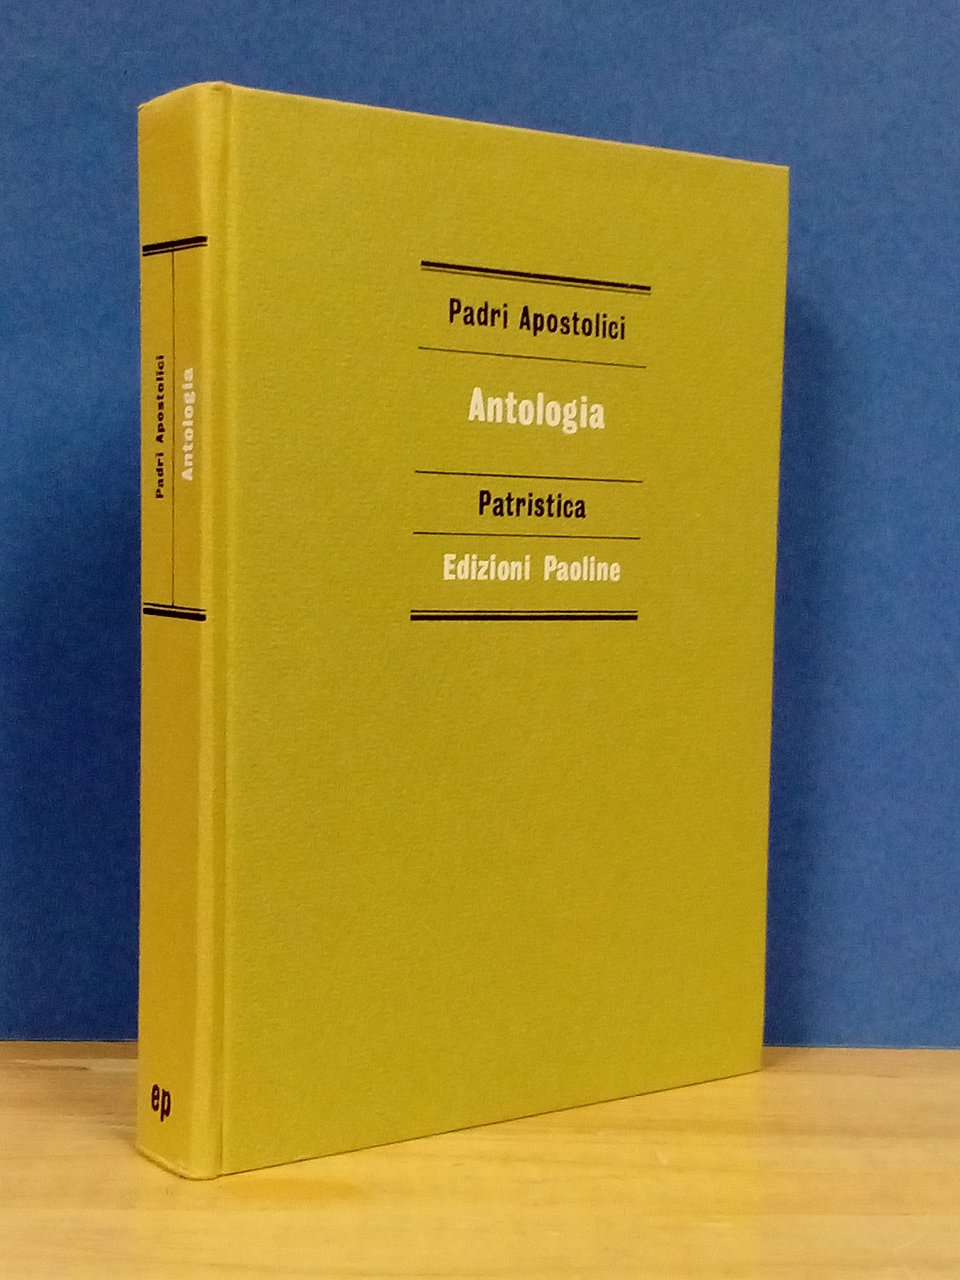 Padri Apostolici
Antologia
Patristica
Edizioni Paoline
Padri Apostolici
Antologia
ep